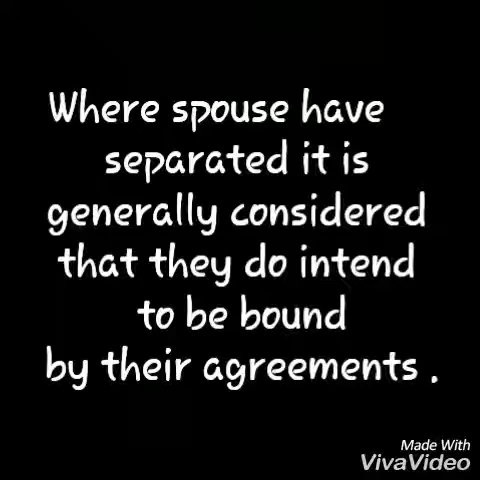 Where spouse have
separated it is
generally considered
that they do intend
to be bound
by their agreements .
Made With
VivaVideo